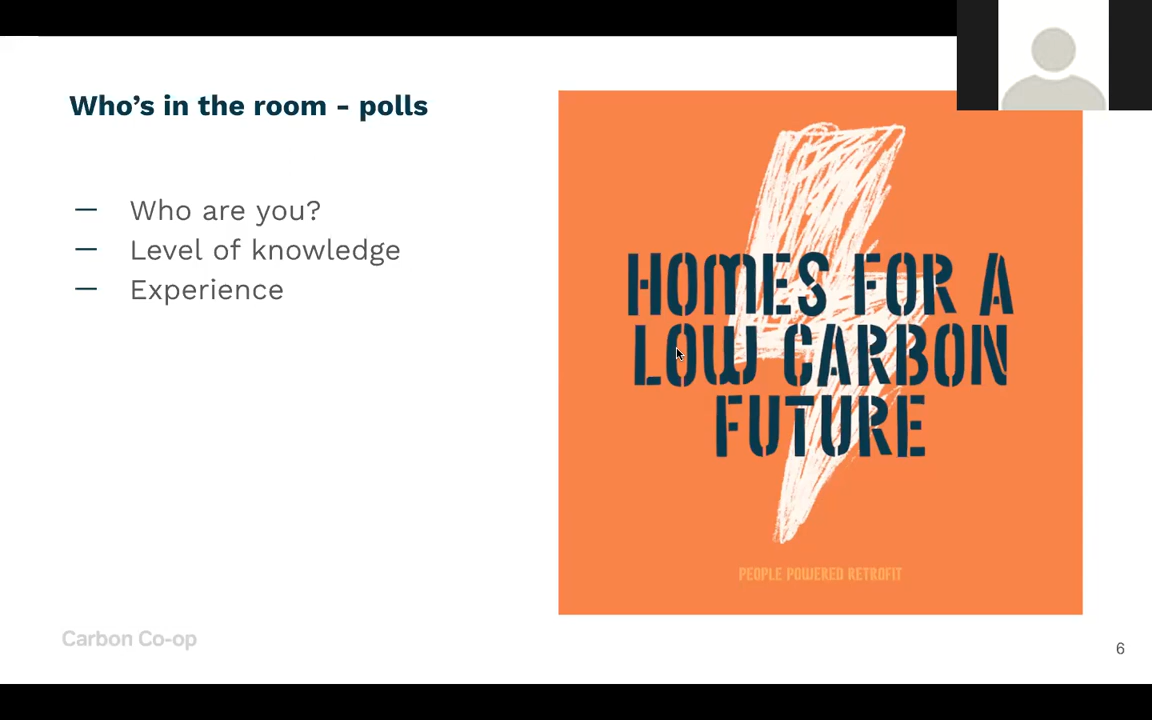 Who’s in the room - polls
— Who are you?
— Level of knowledge
— Experience
HOMES FOR A
LOW CARBON
FUTURE
PEOPLE POWERED RETROFIT
Carbon Co-op
6